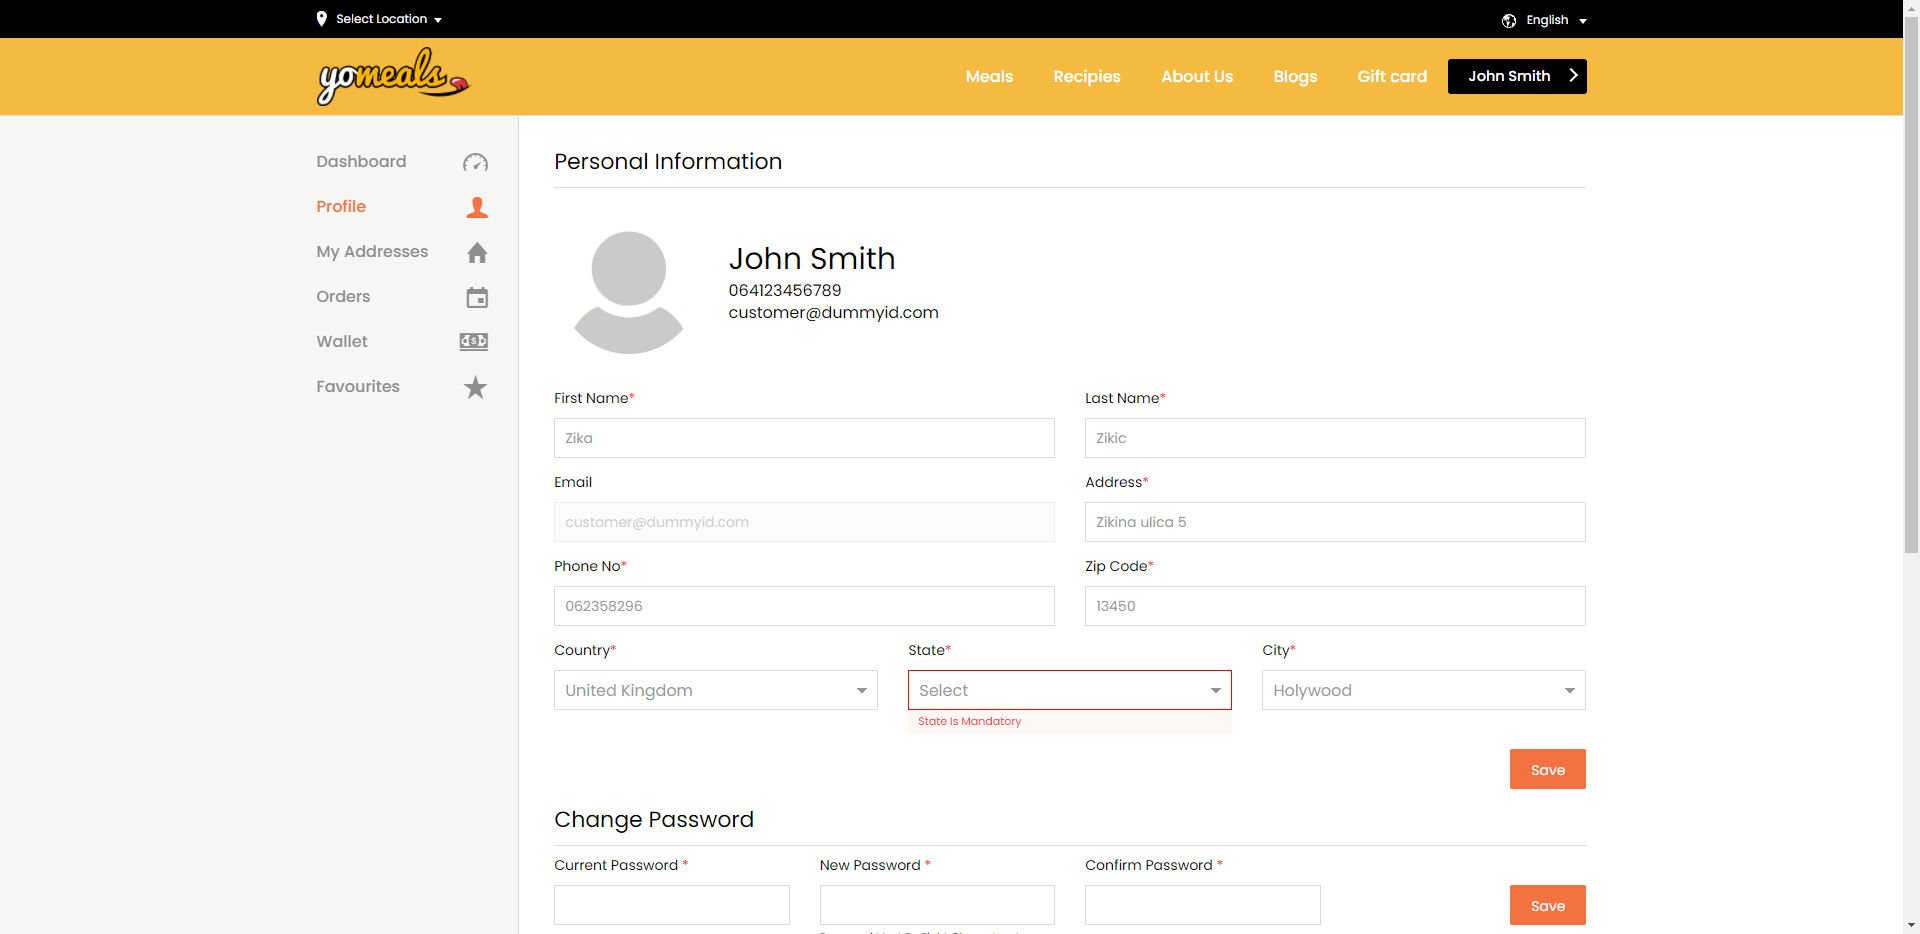 Select Location
English
yomeals
Meals
Recipies
About Us
Blogs
Gift card
John Smith
Dashboard
Profile
My Addresses
Orders
Wallet
Favourites
Personal Information
John Smith
064123456789
customer@dummyid.com
First Name*
Last Name*
Zika
Zikic
Email
Address*
customer@dummyid.com
Zikina ulica 5
Phone No*
Zip Code*
062358296
13450
Country*
State*
City*
United Kingdom
Select
Holywood
State Is Mandatory
Save
Change Password
Current Password *
New Password *
Confirm Password *
Save